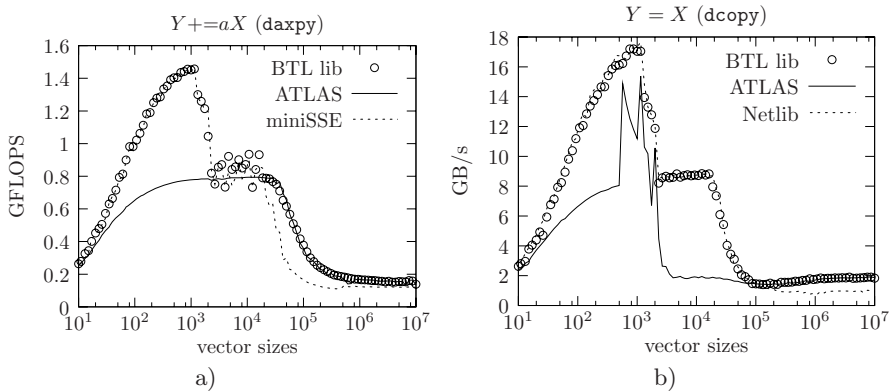 Y+=aX (daxpy)
1.6
1.4
1.2
1
0.8
0.6
0.4
0.2
0
GFLOPS
BTL lib
ATLAS
miniSSE
10^1 10^2 10^3 10^4 10^5 10^6 10^7
vector sizes
a)
Y = X (dcopy)
18
16
14
12
10
8
6
4
2
0
GB/s
BTL lib
ATLAS
Netlib
10^1 10^2 10^3 10^4 10^5 10^6 10^7
vector sizes
b)